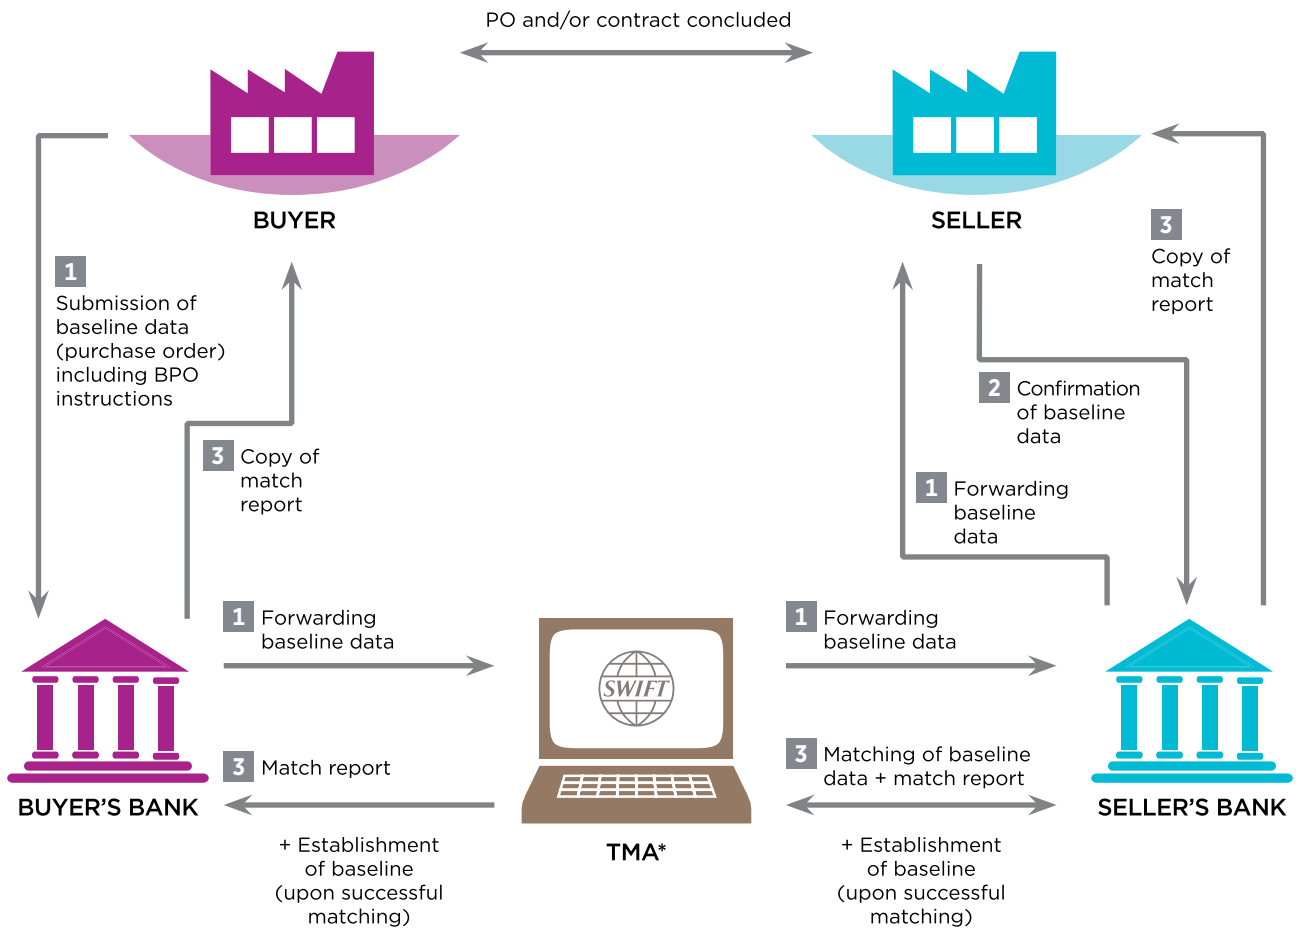 PO and/or contract concluded
BUYER
SELLER
1
Submission of
baseline data
(purchase order)
including BPO
instructions
3
Copy of
match
report
3
Copy of
match
report
2
Confirmation
of baseline
data
1
Forwarding
baseline
data
1
Forwarding
baseline data
1
Forwarding
baseline data
SWIFT
3
Match report
3
Matching of baseline
data + match report
BUYER'S BANK
TMA*
SELLER'S BANK
+ Establishment
of baseline
(upon successful
matching)
+ Establishment
of baseline
(upon successful
matching)